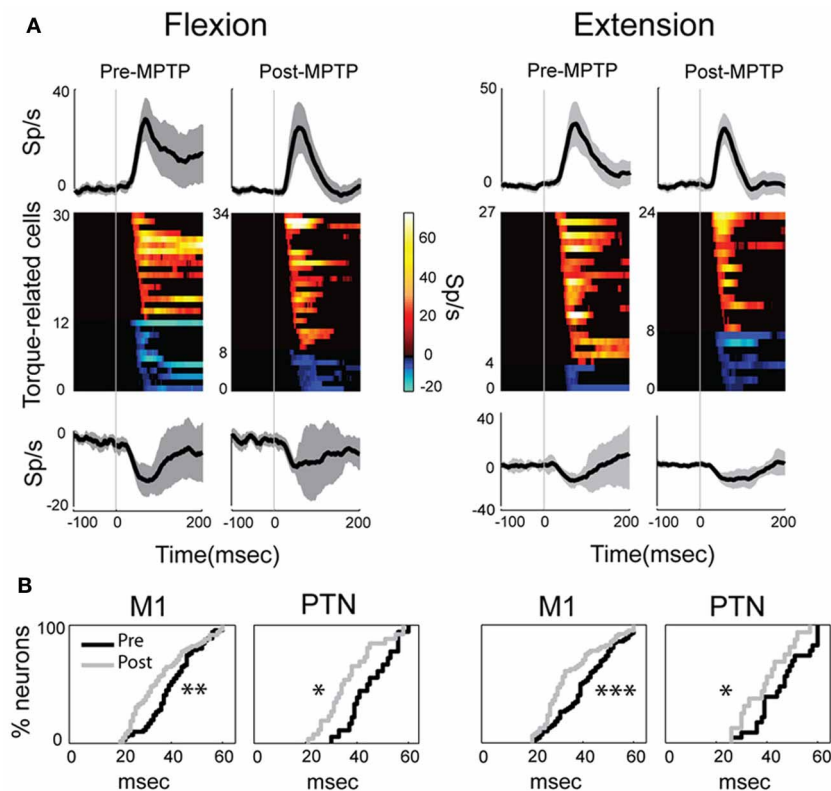 A
Flexion
Extension
Pre-MPTP
Post-MPTP
Pre-MPTP
Post-MPTP
Sp/s
40
0
50
0
Torque-related cells
30
12
0
34
8
0
60
40
20
0
-20
Sp/s
27
4
0
24
8
0
Sp/s
0
-20
40
0
-40
-100 0 200
-100 0 200
-100 0 200
-100 0 200
Time(msec)
Time(msec)
B
M1
PTN
M1
PTN
% neurons
100
0
Pre
Post
**
*
***
*
0 20 40 60
0 20 40 60
0 20 40 60
0 20 40 60
msec
msec
msec
msec